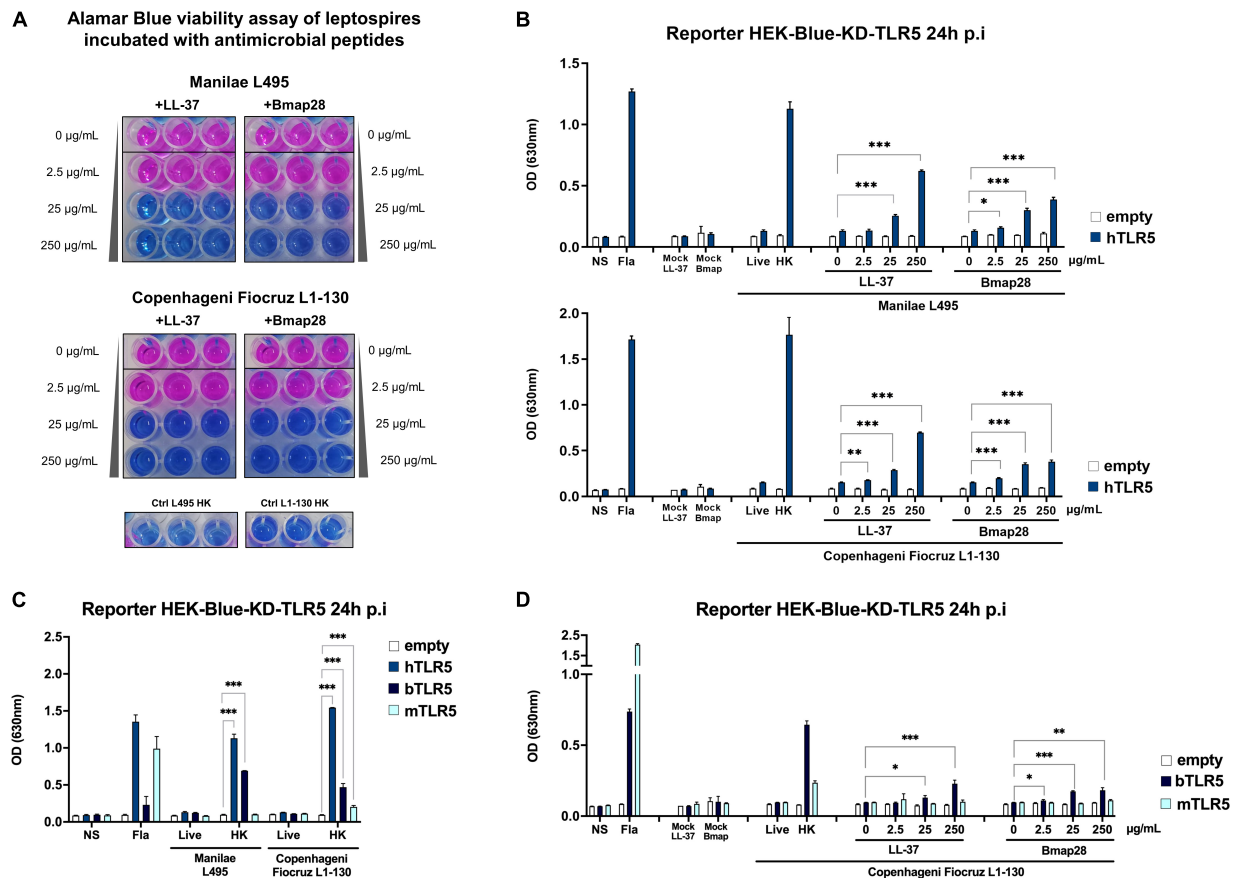 A
Alamar Blue viability assay of leptospires
incubated with antimicrobial peptides
Manilae L495
+LL-37 +Bmap28
0 µg/mL 0 µg/mL
2.5 µg/mL 2.5 µg/mL
25 µg/mL 25 µg/mL
250 µg/mL 250 µg/mL
Copenhageni Fiocruz L1-130
+LL-37 +Bmap28
0 µg/mL 0 µg/mL
2.5 µg/mL 2.5 µg/mL
25 µg/mL 25 µg/mL
250 µg/mL 250 µg/mL
Ctrl L495 HK Ctrl L1-130 HK
B
Reporter HEK-Blue-KD-TLR5 24h p.i
OD (630nm)
1.5
1.0
0.5
0.0
*** *** * *** ***
empty
hTLR5
NS Fla Mock LL-37 Mock Bmap Live HK 0 2.5 25 250 0 2.5 25 250 µg/mL
LL-37 Bmap28
Manilae L495
OD (630nm)
2.0
1.5
1.0
0.5
0.0
** *** *** *** *** ***
empty
hTLR5
NS Fla Mock LL-37 Mock Bmap Live HK 0 2.5 25 250 0 2.5 25 250 µg/mL
LL-37 Bmap28
Copenhageni Fiocruz L1-130
C
Reporter HEK-Blue-KD-TLR5 24h p.i
OD (630nm)
2.5
2.0
1.5
1.0
0.5
0.0
*** *** *** *** ***
empty
hTLR5
bTLR5
mTLR5
NS Fla Live HK Live HK
Manilae
L495
Copenhageni
Fiocruz L1-130
D
Reporter HEK-Blue-KD-TLR5 24h p.i
OD (630nm)
2.5
1.5
1.0
0.5
0.0
* *** * *** **
empty
bTLR5
mTLR5
NS Fla Mock LL-37 Mock Bmap Live HK 0 2.5 25 250 0 2.5 25 250 µg/mL
LL-37 Bmap28
Copenhageni Fiocruz L1-130